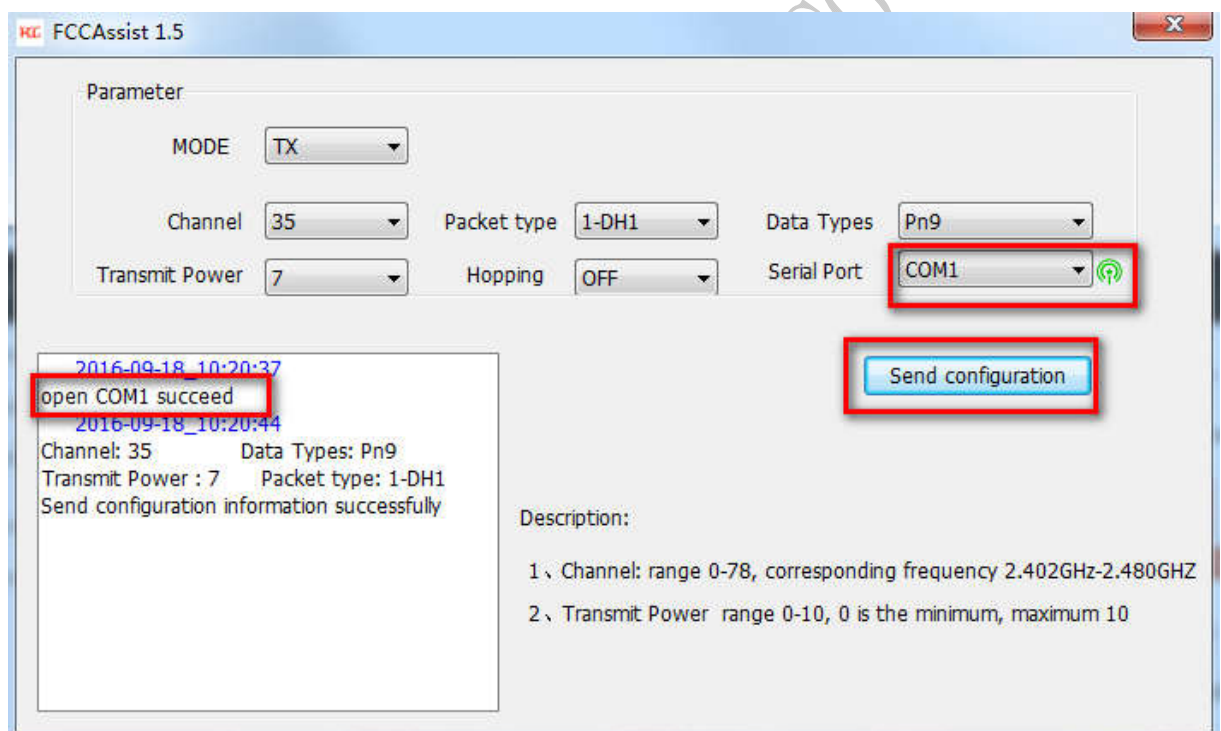 FCC FCCAssist 1.5
Parameter
MODE TX
Channel 35 Packet type 1-DH1 Data Types Pn9
Transmit Power 7 Hopping OFF Serial Port COM1
2016-09-18_10:20:37
open COM1 succeed
2016-09-18_10:20:44
Channel: 35 Data Types: Pn9
Transmit Power : 7 Packet type: 1-DH1
Send configuration information successfully
Send configuration
Description:
1、Channel: range 0-78, corresponding frequency 2.402GHz-2.480GHZ
2、Transmit Power range 0-10, 0 is the minimum, maximum 10